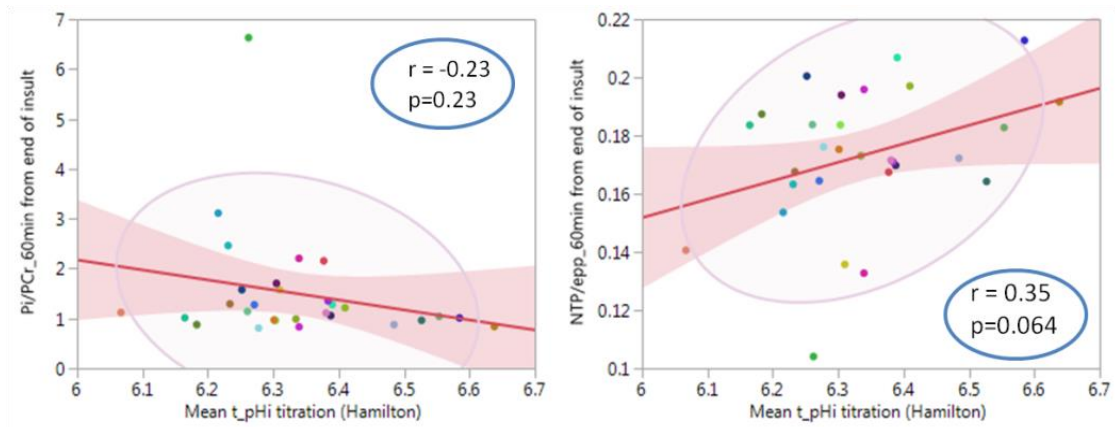 7
6
5
4
3
2
1
0
Pi/PCr_60min from end of insult
r = -0.23
p=0.23
6 6.1 6.2 6.3 6.4 6.5 6.6 6.7
Mean t_pHi titration (Hamilton)
0.22
0.2
0.18
0.16
0.14
0.12
0.1
NTP/epp_60min from end of insult
r = 0.35
p=0.064
6 6.1 6.2 6.3 6.4 6.5 6.6 6.7
Mean t_pHi titration (Hamilton)